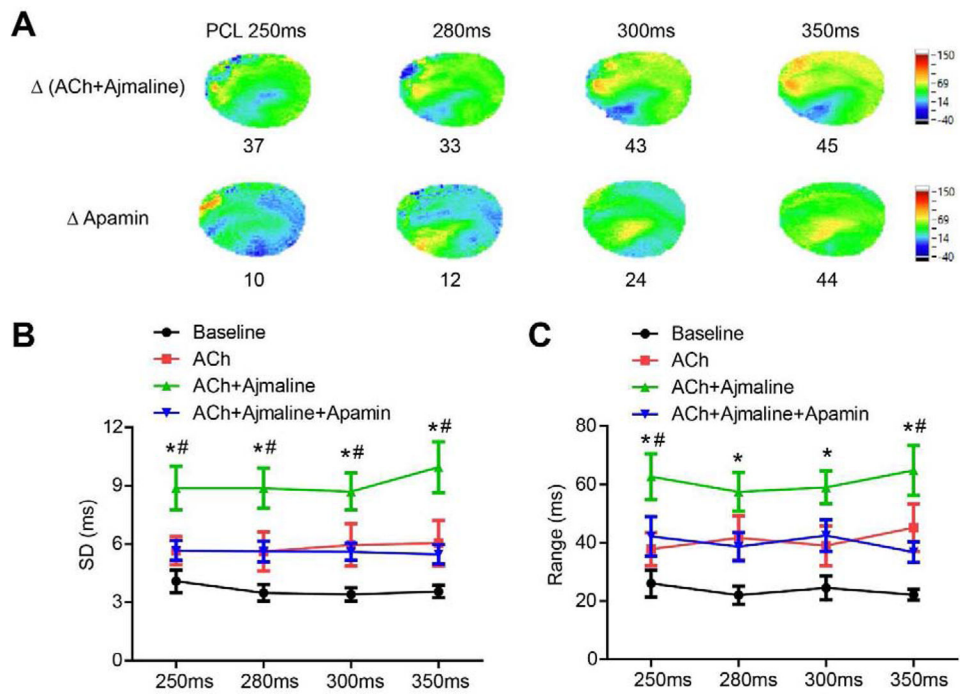 A
PCL 250ms 280ms 300ms 350ms
Δ (ACh+Ajmaline)
150
69
14
-40
37 33 43 45
Δ Apamin
150
69
14
-40
10 12 24 44
B
Baseline
ACh
ACh+Ajmaline
ACh+Ajmaline+Apamin
12
9
6
3
0
SD (ms)
*# *# *# *#
250ms 280ms 300ms 350ms
C
Baseline
ACh
ACh+Ajmaline
ACh+Ajmaline+Apamin
80
60
40
20
0
Range (ms)
*# * * *#
250ms 280ms 300ms 350ms